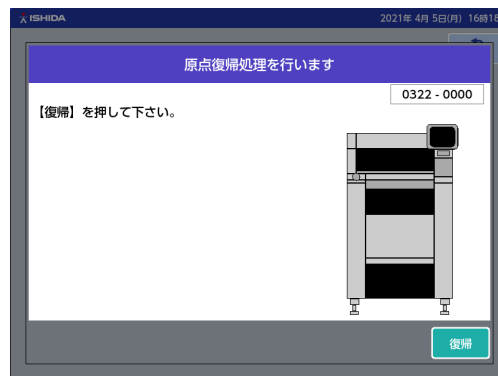 ISHIDA
2021年 4月 5日(月) 16時18
原点復帰処理を行います
0322 - 0000
【復帰】を押して下さい。
復帰